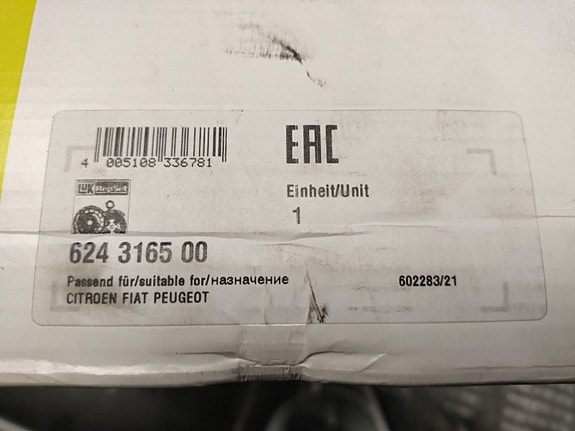 EAC
4 005108 336781
Einheit/Unit
1
LuK RepSet
624 3165 00
Passend für/suitable for/назначение
602283/21
CITROEN FIAT PEUGEOT